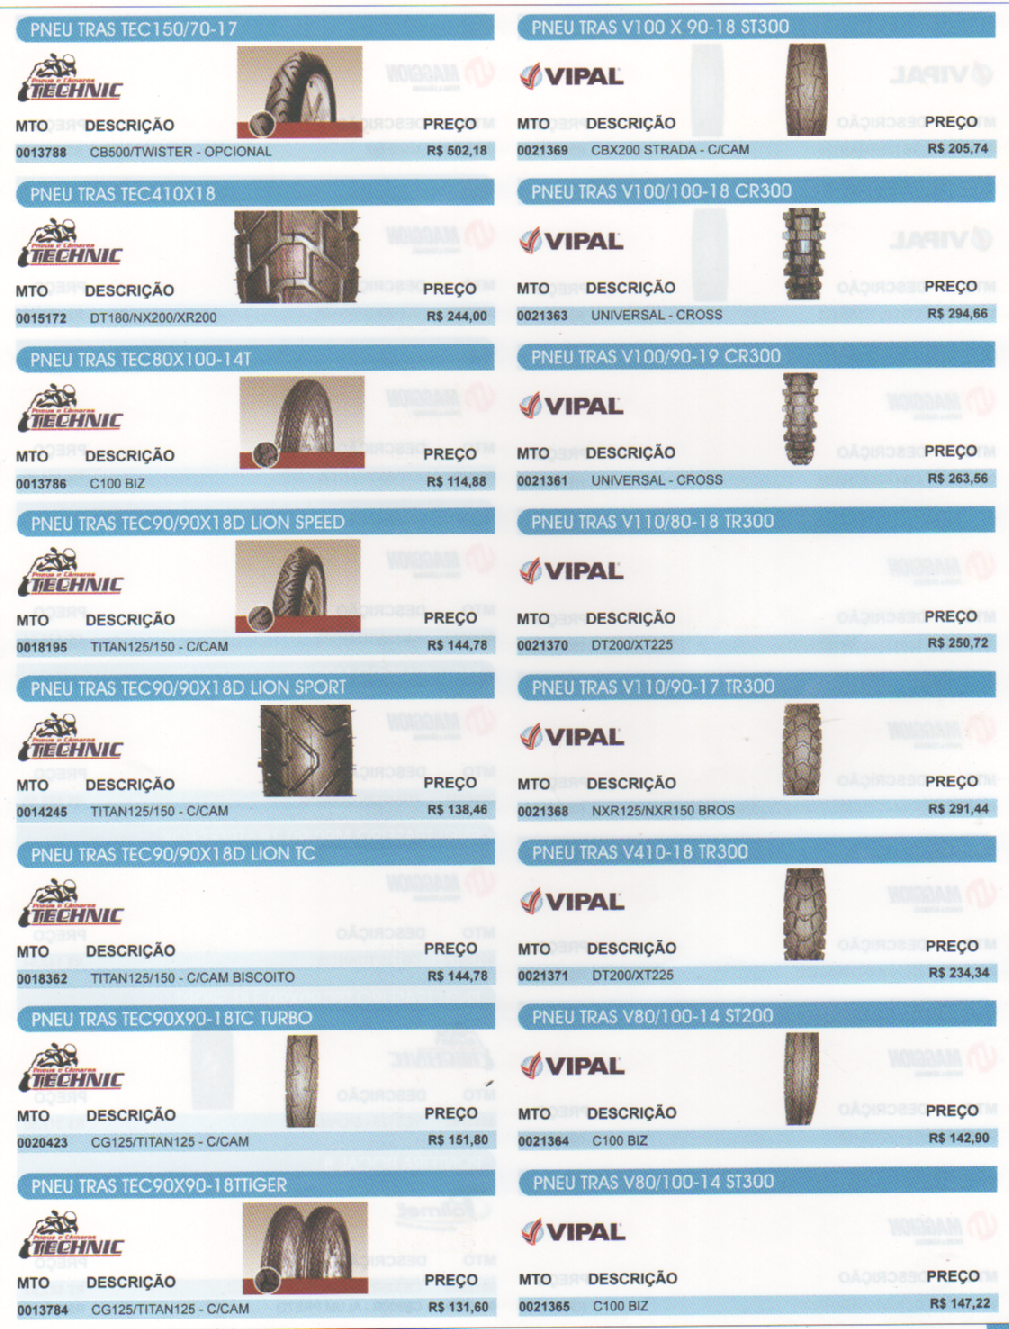 PNEU TRAS TEC150/70-17
Pneus e Câmaras
TECHNIC
MTO DESCRIÇÃO PREÇO
0013788 CB500/TWISTER - OPCIONAL R$ 502,18
PNEU TRAS TEC410X18
Pneus e Câmaras
TECHNIC
MTO DESCRIÇÃO PREÇO
0015172 DT180/NX200/XR200 R$ 244,00
PNEU TRAS TEC80X100-14T
Pneus e Câmaras
TECHNIC
MTO DESCRIÇÃO PREÇO
0013786 C100 BIZ R$ 114,88
PNEU TRAS TEC90/90X18D LION SPEED
Pneus e Câmaras
TECHNIC
MTO DESCRIÇÃO PREÇO
0018195 TITAN125/150 - C/CAM R$ 144,78
PNEU TRAS TEC90/90X18D LION SPORT
Pneus e Câmaras
TECHNIC
MTO DESCRIÇÃO PREÇO
0014245 TITAN125/150 - C/CAM R$ 138,46
PNEU TRAS TEC90/90X18D LION TC
Pneus e Câmaras
TECHNIC
MTO DESCRIÇÃO PREÇO
0018362 TITAN125/150 - C/CAM BISCOITO R$ 144,78
PNEU TRAS TEC90X90-18TC TURBO
Pneus e Câmaras
TECHNIC
MTO DESCRIÇÃO PREÇO
0020423 CG125/TITAN125 - C/CAM R$ 151,80
PNEU TRAS TEC90X90-18TTIGER
Pneus e Câmaras
TECHNIC
MTO DESCRIÇÃO PREÇO
0013784 CG125/TITAN125 - C/CAM R$ 131,60
PNEU TRAS V100 X 90-18 ST300
VIPAL
MTO DESCRIÇÃO PREÇO
0021369 CBX200 STRADA - C/CAM R$ 205,74
PNEU TRAS V100/100-18 CR300
VIPAL
MTO DESCRIÇÃO PREÇO
0021363 UNIVERSAL - CROSS R$ 294,66
PNEU TRAS V100/90-19 CR300
VIPAL
MTO DESCRIÇÃO PREÇO
0021361 UNIVERSAL - CROSS R$ 263,56
PNEU TRAS V110/80-18 TR300
VIPAL
MTO DESCRIÇÃO PREÇO
0021370 DT200/XT225 R$ 250,72
PNEU TRAS V110/90-17 TR300
VIPAL
MTO DESCRIÇÃO PREÇO
0021368 NXR125/NXR150 BROS R$ 291,44
PNEU TRAS V410-18 TR300
VIPAL
MTO DESCRIÇÃO PREÇO
0021371 DT200/XT225 R$ 234,34
PNEU TRAS V80/100-14 ST200
VIPAL
MTO DESCRIÇÃO PREÇO
0021364 C100 BIZ R$ 142,90
PNEU TRAS V80/100-14 ST300
VIPAL
MTO DESCRIÇÃO PREÇO
0021365 C100 BIZ R$ 147,22